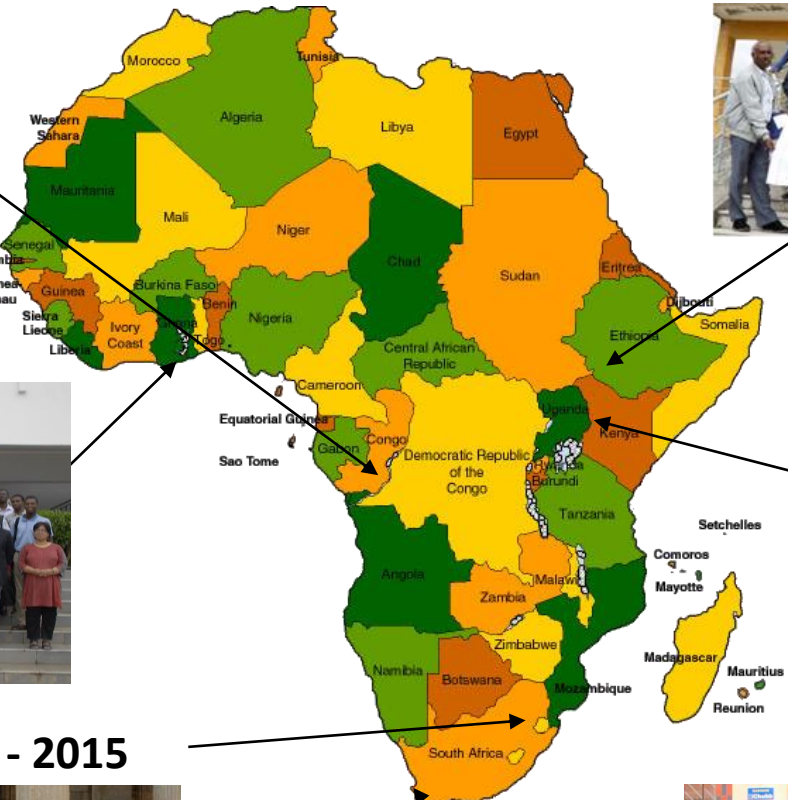 Morocco
Tunisia
Western
Sahara
Algeria
Libya
Egypt
Mauritania
Mali
Niger
Chad
Sudan
Eritrea
Senegal
Djibouti
Guinea
Burkina Faso
Benin
Nigeria
Somalia
Sierra
Lieone
Ivory
Coast
Togo
Ethiopia
Liberia
Central African
Republic
Cameroon
Uganda
Equatorial Guinea
Kenya
Congo
Gabon
Sao Tome
Democratic Republic
of the
Congo
Burundi
Tanzania
Setchelles
Comoros
Mayotte
Angola
Malawi
Zambia
Zimbabwe
Madagascar
Mauritius
Reunion
Namibia
Botswana
Mozambique
South Africa
- 2015